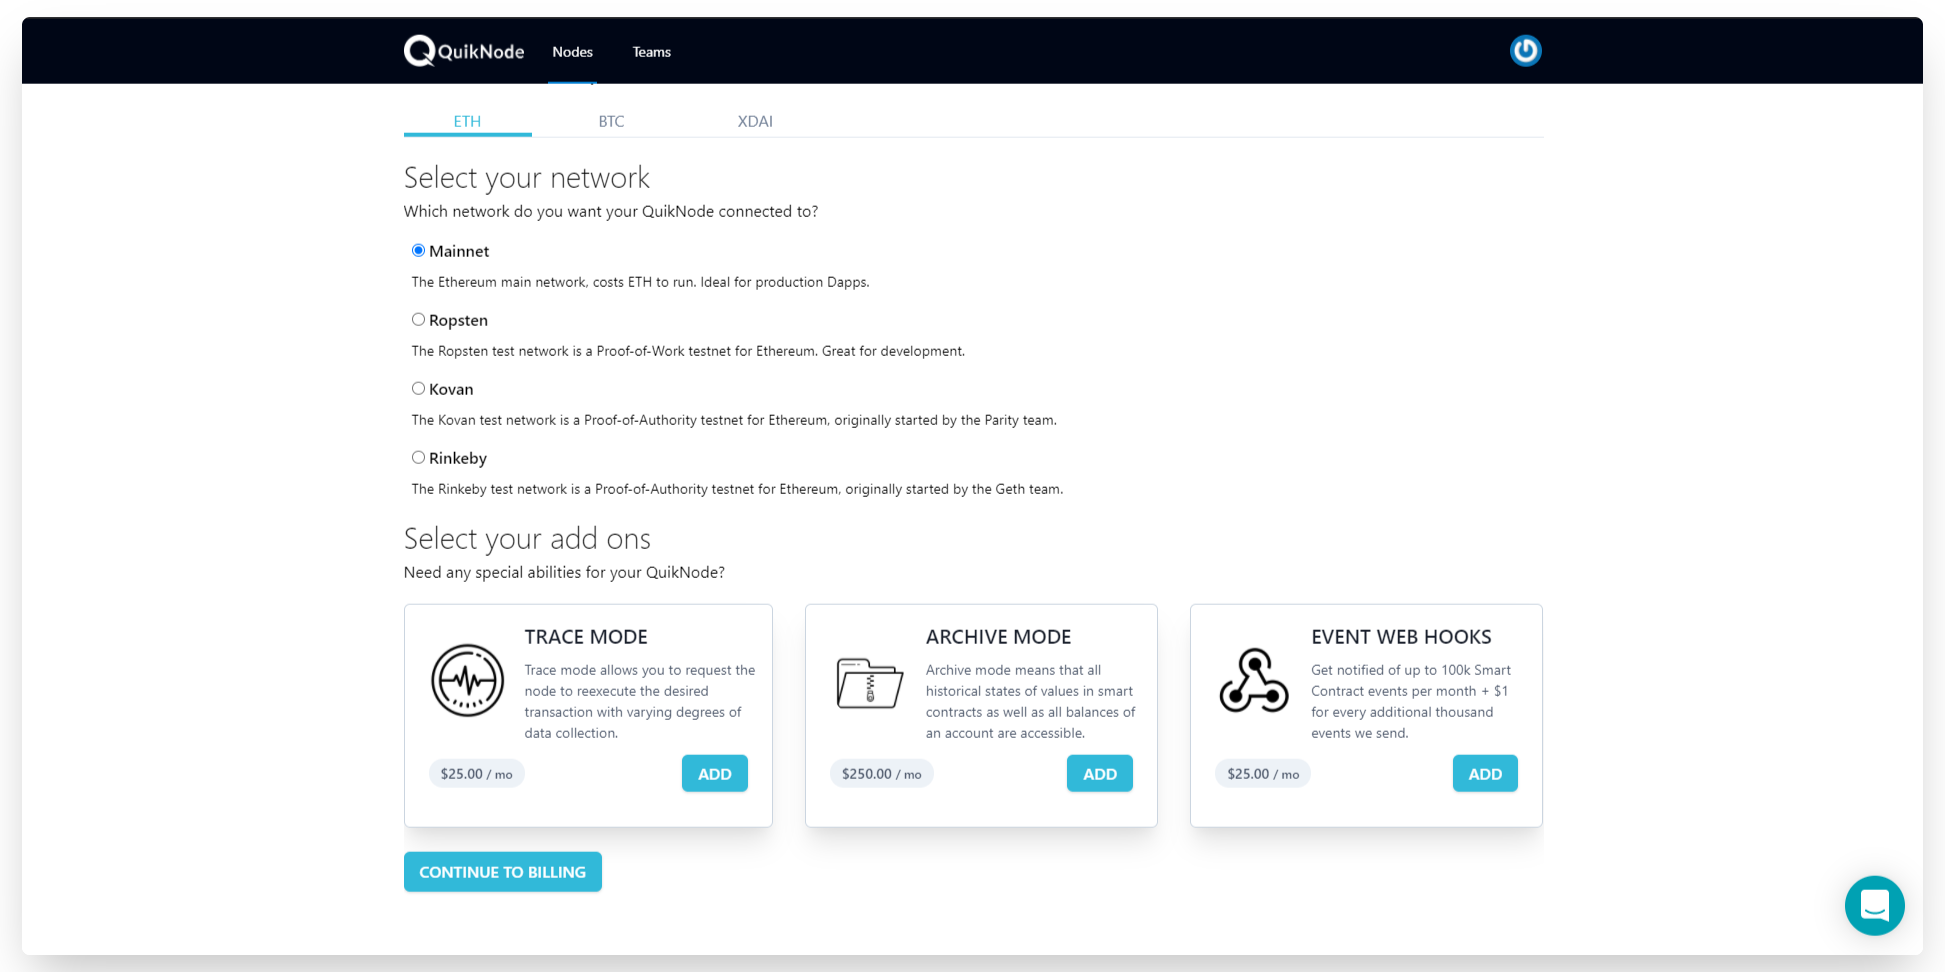 QuikNode Nodes Teams
ETH BTC XDAI
Select your network
Which network do you want your QuikNode connected to?
Mainnet
The Ethereum main network, costs ETH to run. Ideal for production Dapps.
Ropsten
The Ropsten test network is a Proof-of-Work testnet for Ethereum. Great for development.
Kovan
The Kovan test network is a Proof-of-Authority testnet for Ethereum, originally started by the Parity team.
Rinkeby
The Rinkeby test network is a Proof-of-Authority testnet for Ethereum, originally started by the Geth team.
Select your add ons
Need any special abilities for your QuikNode?
TRACE MODE
Trace mode allows you to request the
node to reexecute the desired
transaction with varying degrees of
data collection.
$25.00 / mo
ADD
ARCHIVE MODE
Archive mode means that all
historical states of values in smart
contracts as well as all balances of
an account are accessible.
$250.00 / mo
ADD
EVENT WEB HOOKS
Get notified of up to 100k Smart
Contract events per month + $1
for every additional thousand
events we send.
$25.00 / mo
ADD
CONTINUE TO BILLING